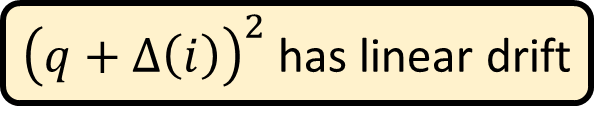 (q + Δ(i))² has linear drift